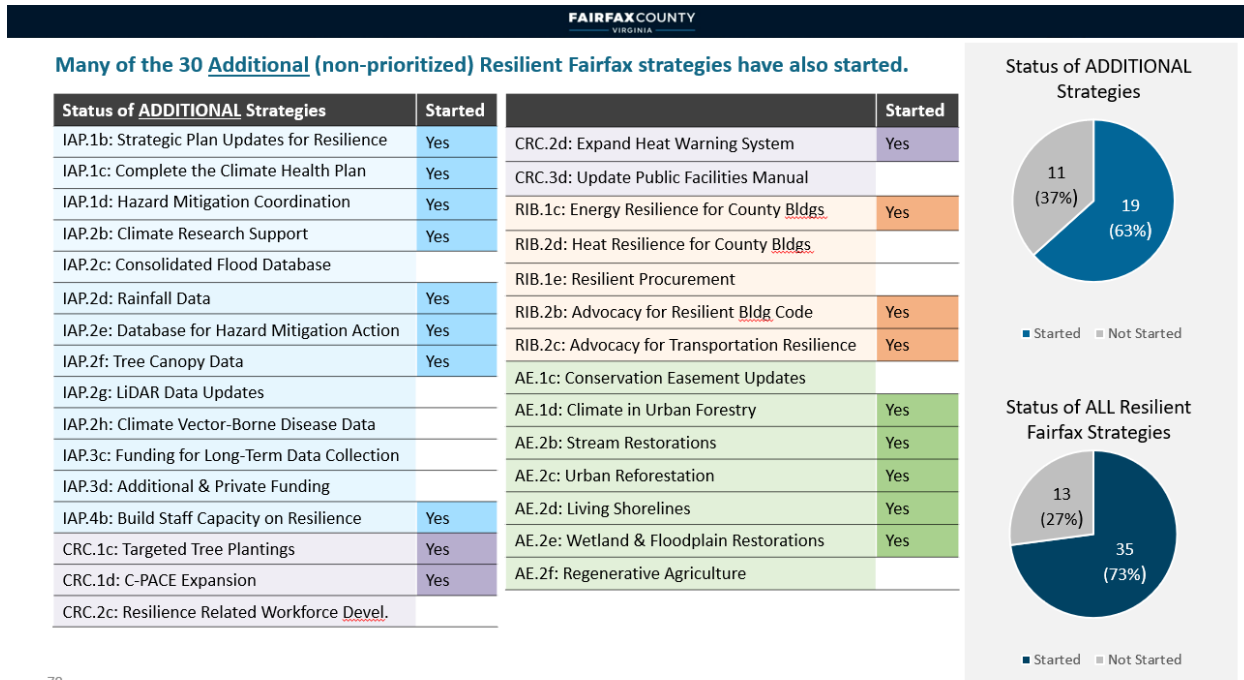 FAIRFAXCOUNTY
VIRGINIA
Many of the 30 Additional (non-prioritized) Resilient Fairfax strategies have also started.
Status of ADDITIONAL Strategies Started
IAP.1b: Strategic Plan Updates for Resilience Yes
IAP.1c: Complete the Climate Health Plan Yes
IAP.1d: Hazard Mitigation Coordination Yes
IAP.2b: Climate Research Support Yes
IAP.2c: Consolidated Flood Database
IAP.2d: Rainfall Data Yes
IAP.2e: Database for Hazard Mitigation Action Yes
IAP.2f: Tree Canopy Data Yes
IAP.2g: LiDAR Data Updates
IAP.2h: Climate Vector-Borne Disease Data
IAP.3c: Funding for Long-Term Data Collection
IAP.3d: Additional & Private Funding
IAP.4b: Build Staff Capacity on Resilience Yes
CRC.1c: Targeted Tree Plantings Yes
CRC.1d: C-PACE Expansion Yes
CRC.2c: Resilience Related Workforce Devel.
Started
CRC.2d: Expand Heat Warning System Yes
CRC.3d: Update Public Facilities Manual
RIB.1c: Energy Resilience for County Bldgs Yes
RIB.2d: Heat Resilience for County Bldgs
RIB.1e: Resilient Procurement
RIB.2b: Advocacy for Resilient Bldg Code Yes
RIB.2c: Advocacy for Transportation Resilience Yes
AE.1c: Conservation Easement Updates
AE.1d: Climate in Urban Forestry Yes
AE.2b: Stream Restorations Yes
AE.2c: Urban Reforestation Yes
AE.2d: Living Shorelines Yes
AE.2e: Wetland & Floodplain Restorations Yes
AE.2f: Regenerative Agriculture
Status of ADDITIONAL
Strategies
11
(37%)
19
(63%)
Started Not Started
Status of ALL Resilient
Fairfax Strategies
13
(27%)
35
(73%)
Started Not Started